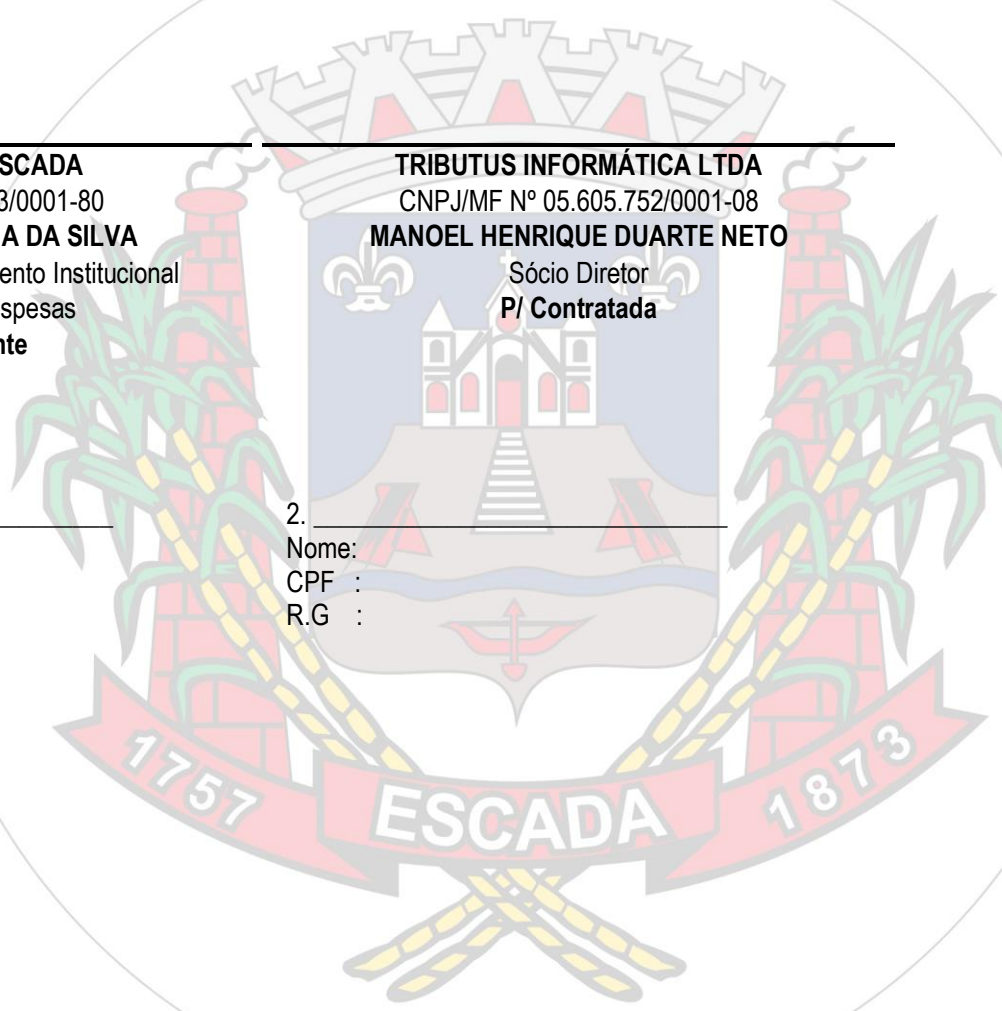 SCADA
3/0001-80
A DA SILVA
ento Institucional
spesas
nte
TRIBUTUS INFORMÁTICA LTDA
CNPJ/MF Nº 05.605.752/0001-08
MANOEL HENRIQUE DUARTE NETO
Sócio Diretor
P/ Contratada
2. ________________________________
Nome:
CPF :
R.G :
1757
ESCADA
1873